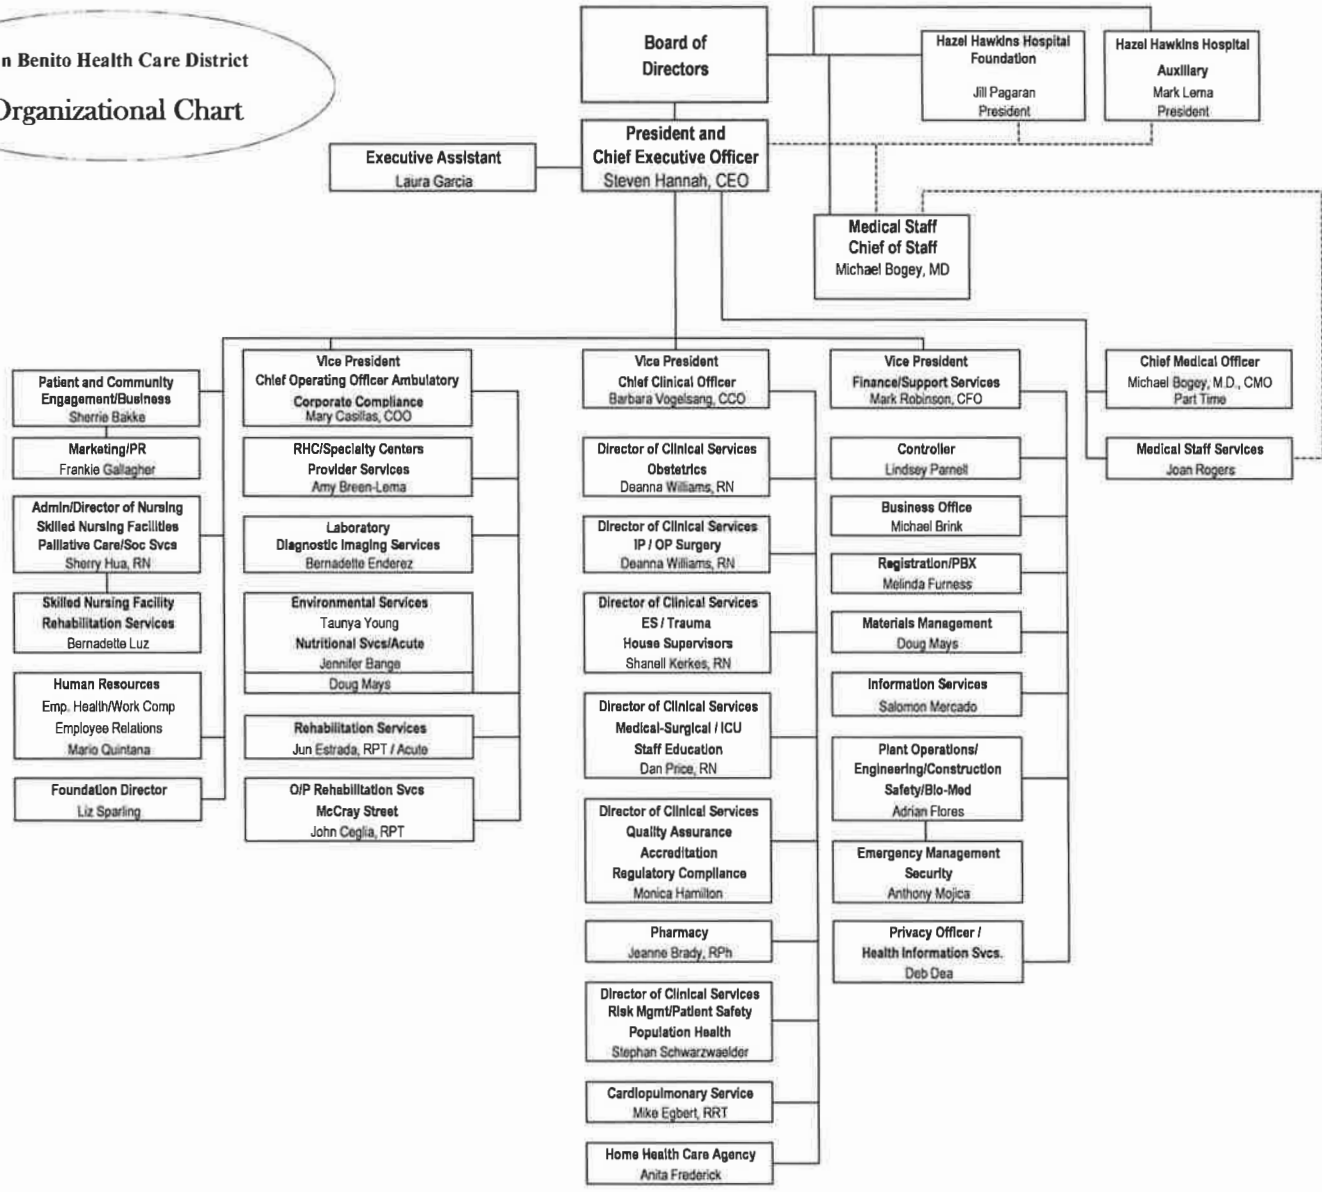 n Benito Health Care District
Organizational Chart
Board of
Directors
Hazel Hawkins Hospital
Foundation
Jill Pagaran
President
Hazel Hawkins Hospital
Auxiliary
Mark Lema
President
President and
Chief Executive Officer
Steven Hannah, CEO
Executive Assistant
Laura Garcia
Medical Staff
Chief of Staff
Michael Bogey, MD
Patient and Community
Engagement/Business
Sherrie Bakke
Marketing/PR
Frankie Gallagher
Admin/Director of Nursing
Skilled Nursing Facilities
Palliative Care/Soc Svcs
Sherry Hua, RN
Skilled Nursing Facility
Rehabilitation Services
Bernadette Luz
Human Resources
Emp. Health/Work Comp
Employee Relations
Mario Quintana
Foundation Director
Liz Sparling
Vice President
Chief Operating Officer Ambulatory
Corporate Compliance
Mary Casillas, COO
RHC/Specialty Centers
Provider Services
Amy Breen-Lema
Laboratory
Diagnostic Imaging Services
Bernadette Enderez
Environmental Services
Taunya Young
Nutritional Svcs/Acute
Jennifer Bange
Doug Mays
Rehabilitation Services
Jun Estrada, RPT / Acute
O/P Rehabilitation Svcs
McCray Street
John Ceglia, RPT
Vice President
Chief Clinical Officer
Barbara Vogelsang, CCO
Director of Clinical Services
Obstetrics
Deanna Williams, RN
Director of Clinical Services
IP / OP Surgery
Deanna Williams, RN
Director of Clinical Services
ES / Trauma
House Supervisors
Shanell Kerkes, RN
Director of Clinical Services
Medical-Surgical / ICU
Staff Education
Dan Price, RN
Director of Clinical Services
Quality Assurance
Accreditation
Regulatory Compliance
Monica Hamilton
Pharmacy
Jeanne Brady, RPh
Director of Clinical Services
Risk Mgmt/Patient Safety
Population Health
Stephan Schwarzwaelder
Cardiopulmonary Service
Mike Egbert, RRT
Home Health Care Agency
Anita Frederick
Vice President
Finance/Support Services
Mark Robinson, CFO
Controller
Lindsey Parnell
Business Office
Michael Brink
Registration/PBX
Melinda Furness
Materials Management
Doug Mays
Information Services
Salomon Mercado
Plant Operations/
Engineering/Construction
Safety/Bio-Med
Adrian Flores
Emergency Management
Security
Anthony Mojica
Privacy Officer /
Health Information Svcs.
Deb Dea
Chief Medical Officer
Michael Bogey, M.D., CMO
Part Time
Medical Staff Services
Joan Rogers